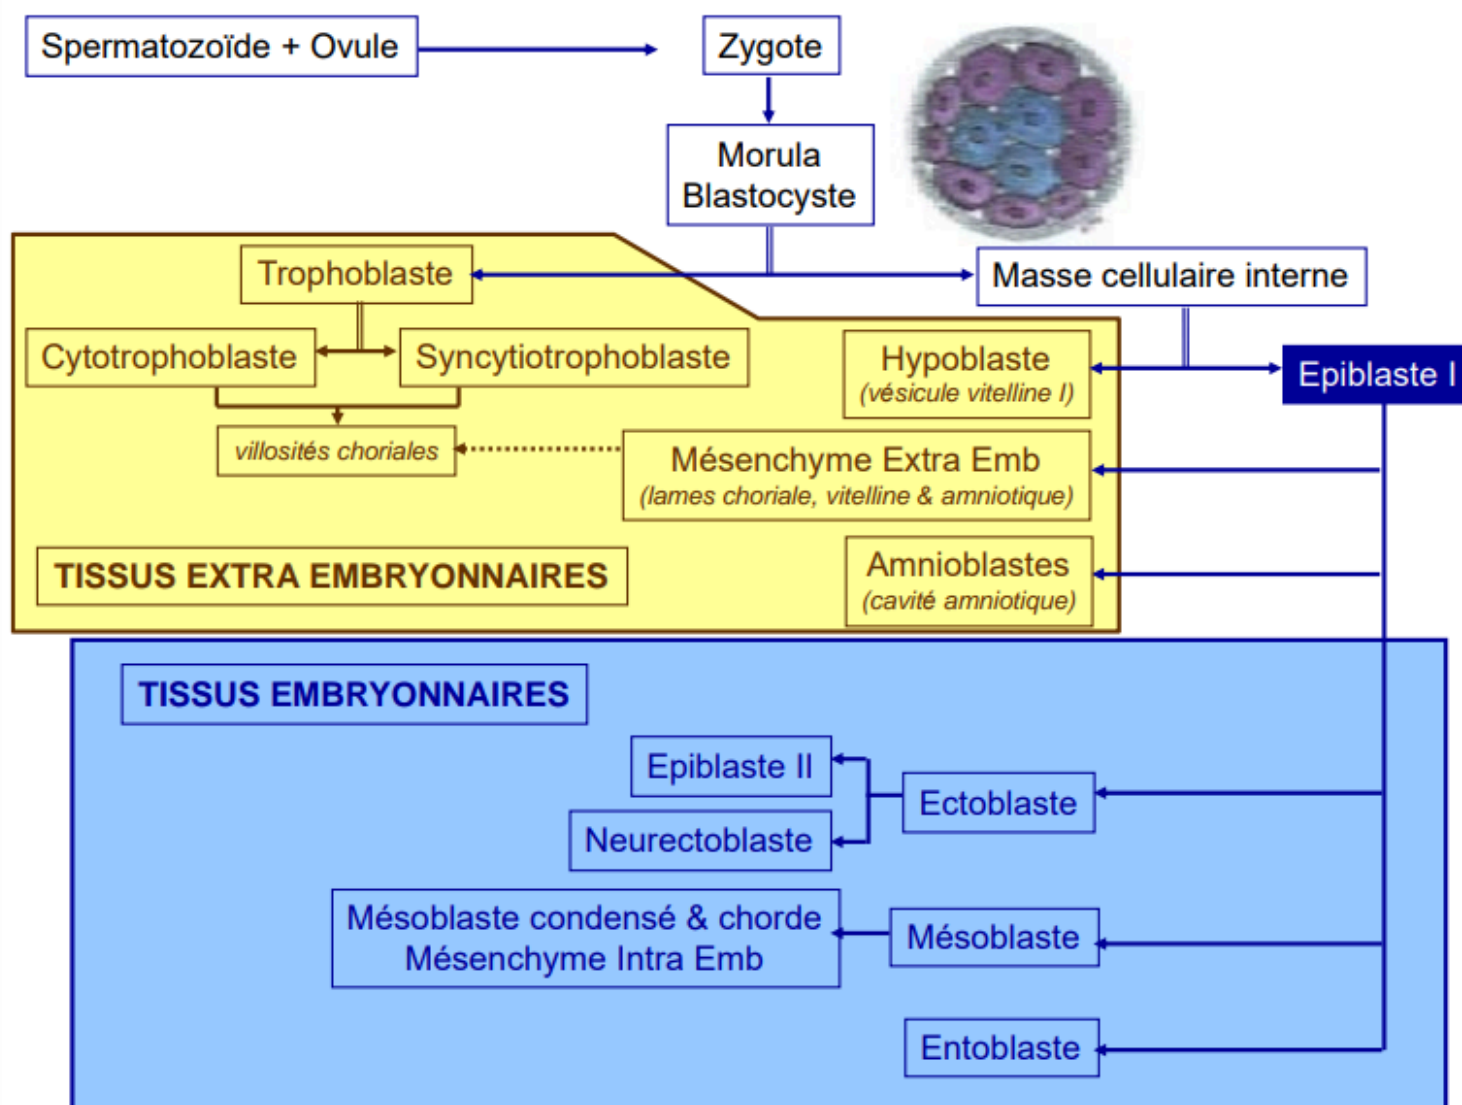 Spermatozoïde + Ovule
Zygote
Morula
Blastocyste
Trophoblaste
Masse cellulaire interne
Cytotrophoblaste
Syncytiotrophoblaste
Hypoblaste
(vésicule vitelline I)
Epiblaste I
villosités choriales
Mésenchyme Extra Emb
(lames choriale, vitelline & amniotique)
TISSUS EXTRA EMBRYONNAIRES
Amnioblastes
(cavité amniotique)
TISSUS EMBRYONNAIRES
Epiblaste II
Ectoblaste
Neurectoblaste
Mésoblaste condensé & chorde
Mésenchyme Intra Emb
Mésoblaste
Entoblaste